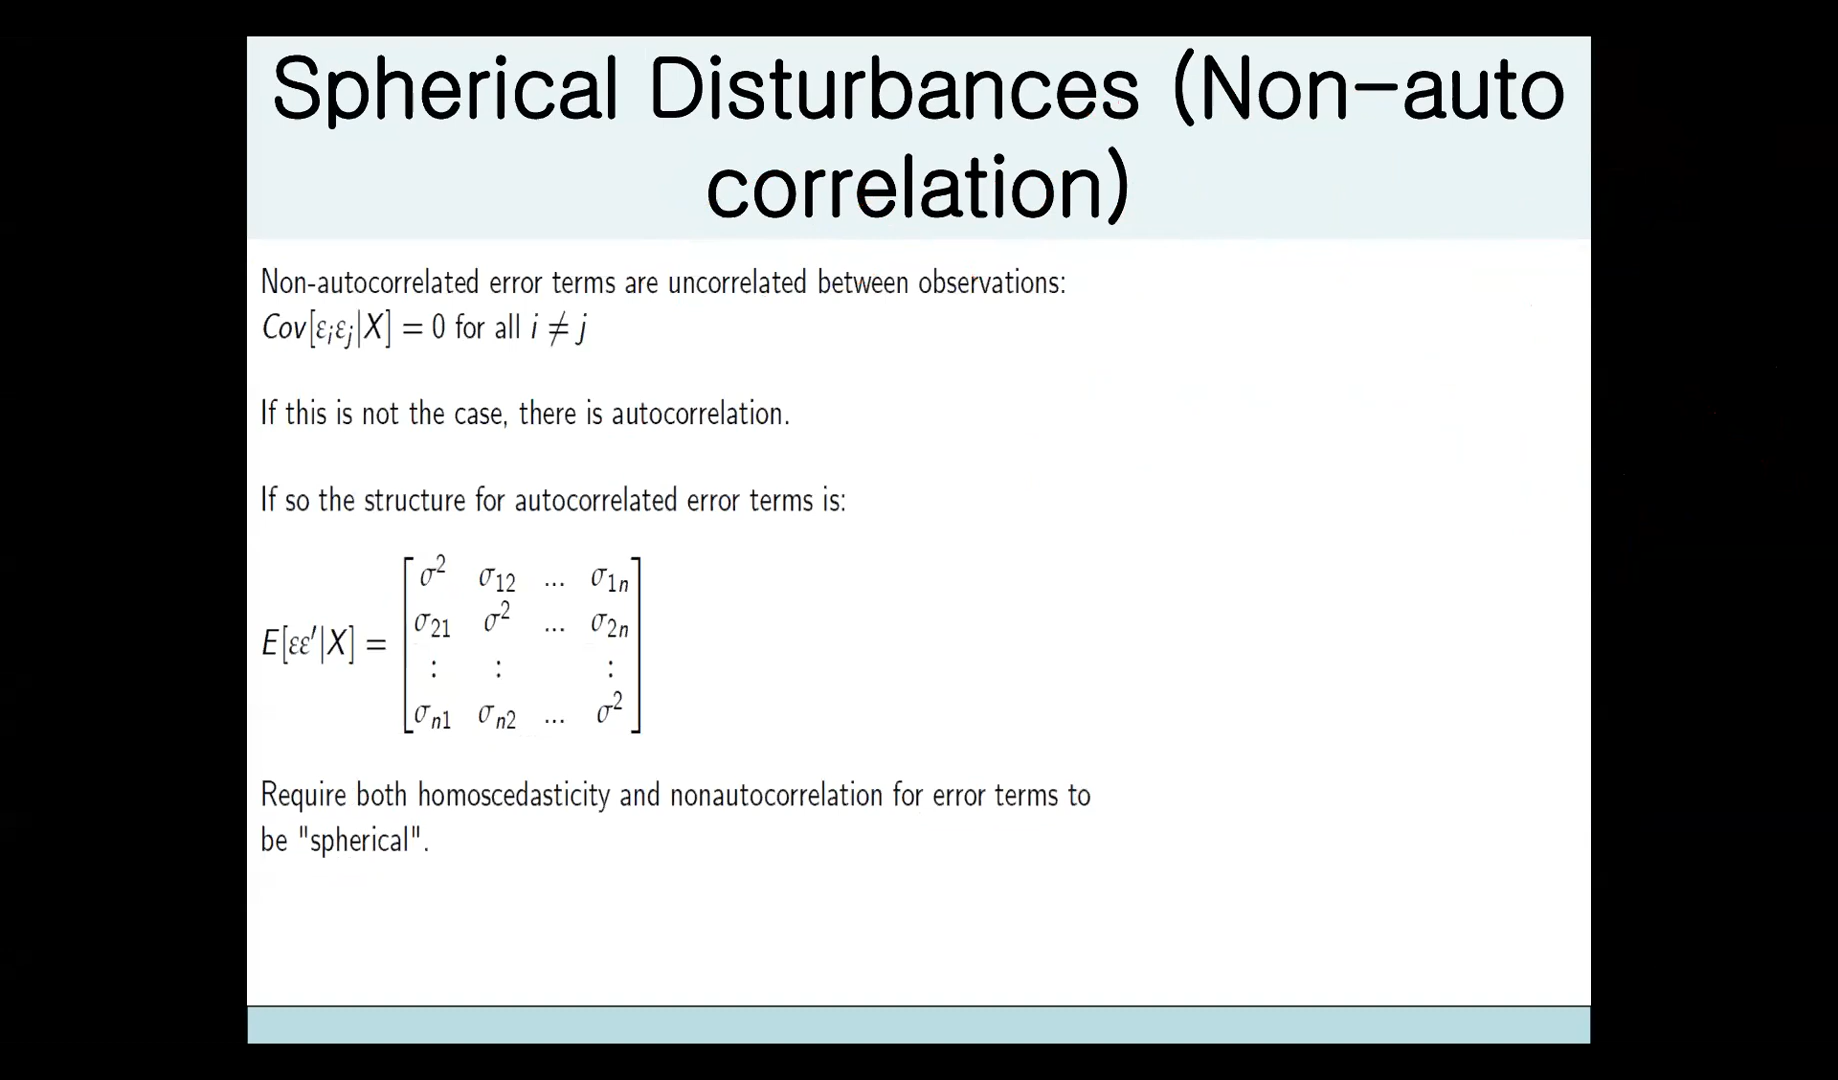 Spherical Disturbances (Non-auto
correlation)
Non-autocorrelated error terms are uncorrelated between observations:
Cov[εᵢεⱼ|X] = 0 for all i ≠ j
If this is not the case, there is autocorrelation.
If so the structure for autocorrelated error terms is:
E[εε′|X] =
σ² σ₁₂ ... σ₁ₙ
σ₂₁ σ² ... σ₂ₙ
⋮ ⋮ ⋮
σₙ₁ σₙ₂ ... σ²
Require both homoscedasticity and nonautocorrelation for error terms to
be "spherical".